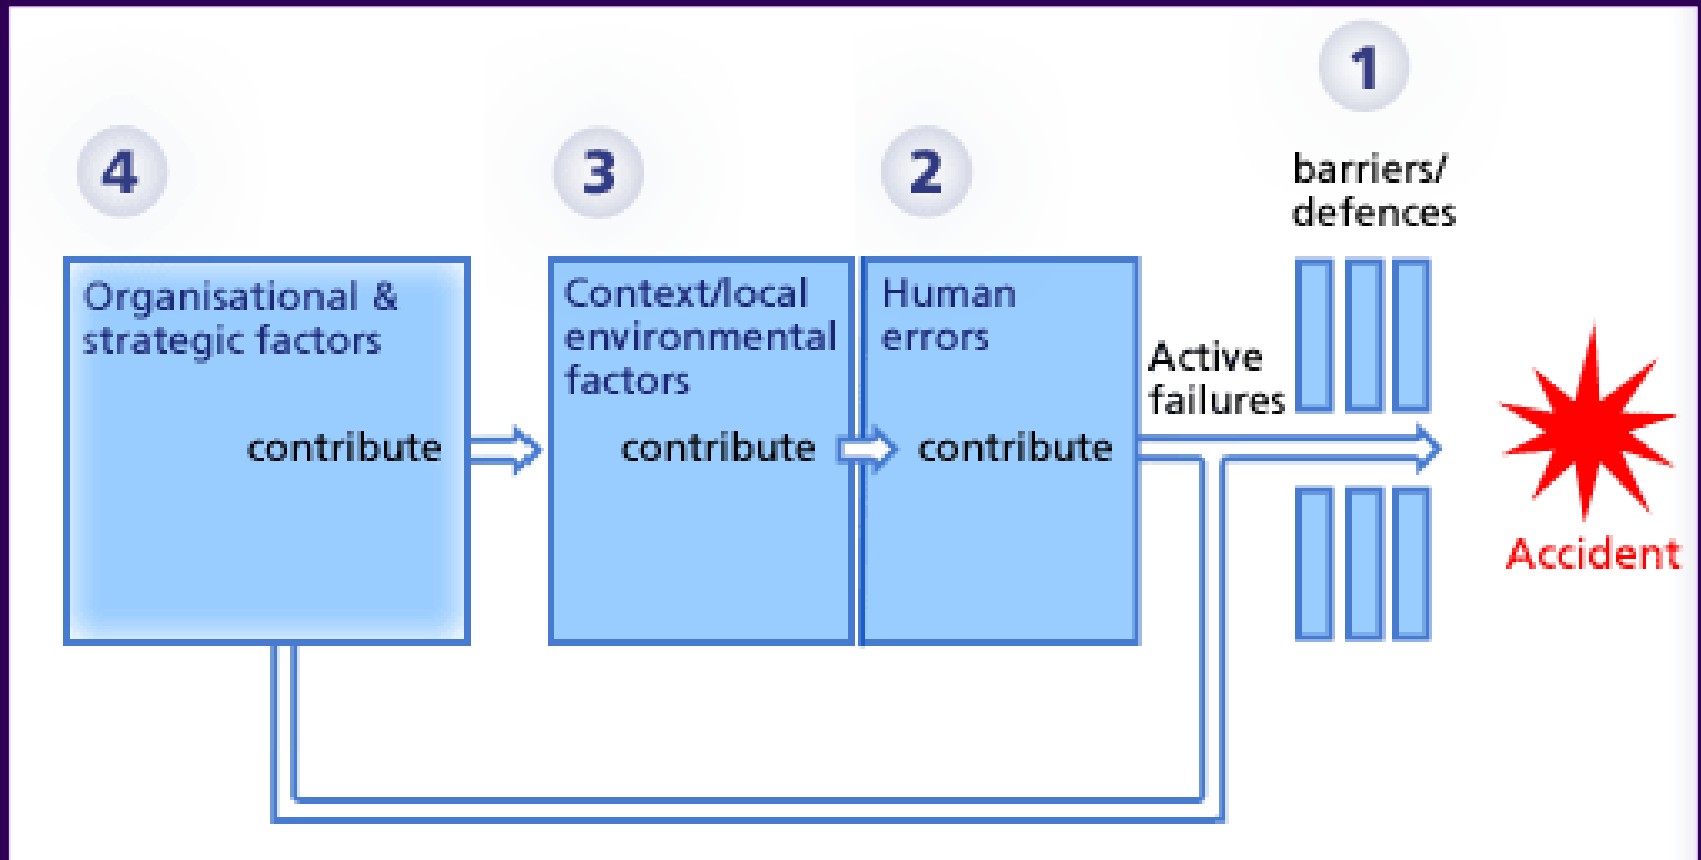 1
4
3
2
barriers/
defences
Organisational &
strategic factors
contribute
Context/local
environmental
factors
contribute
Human
errors
contribute
Active
failures
Accident